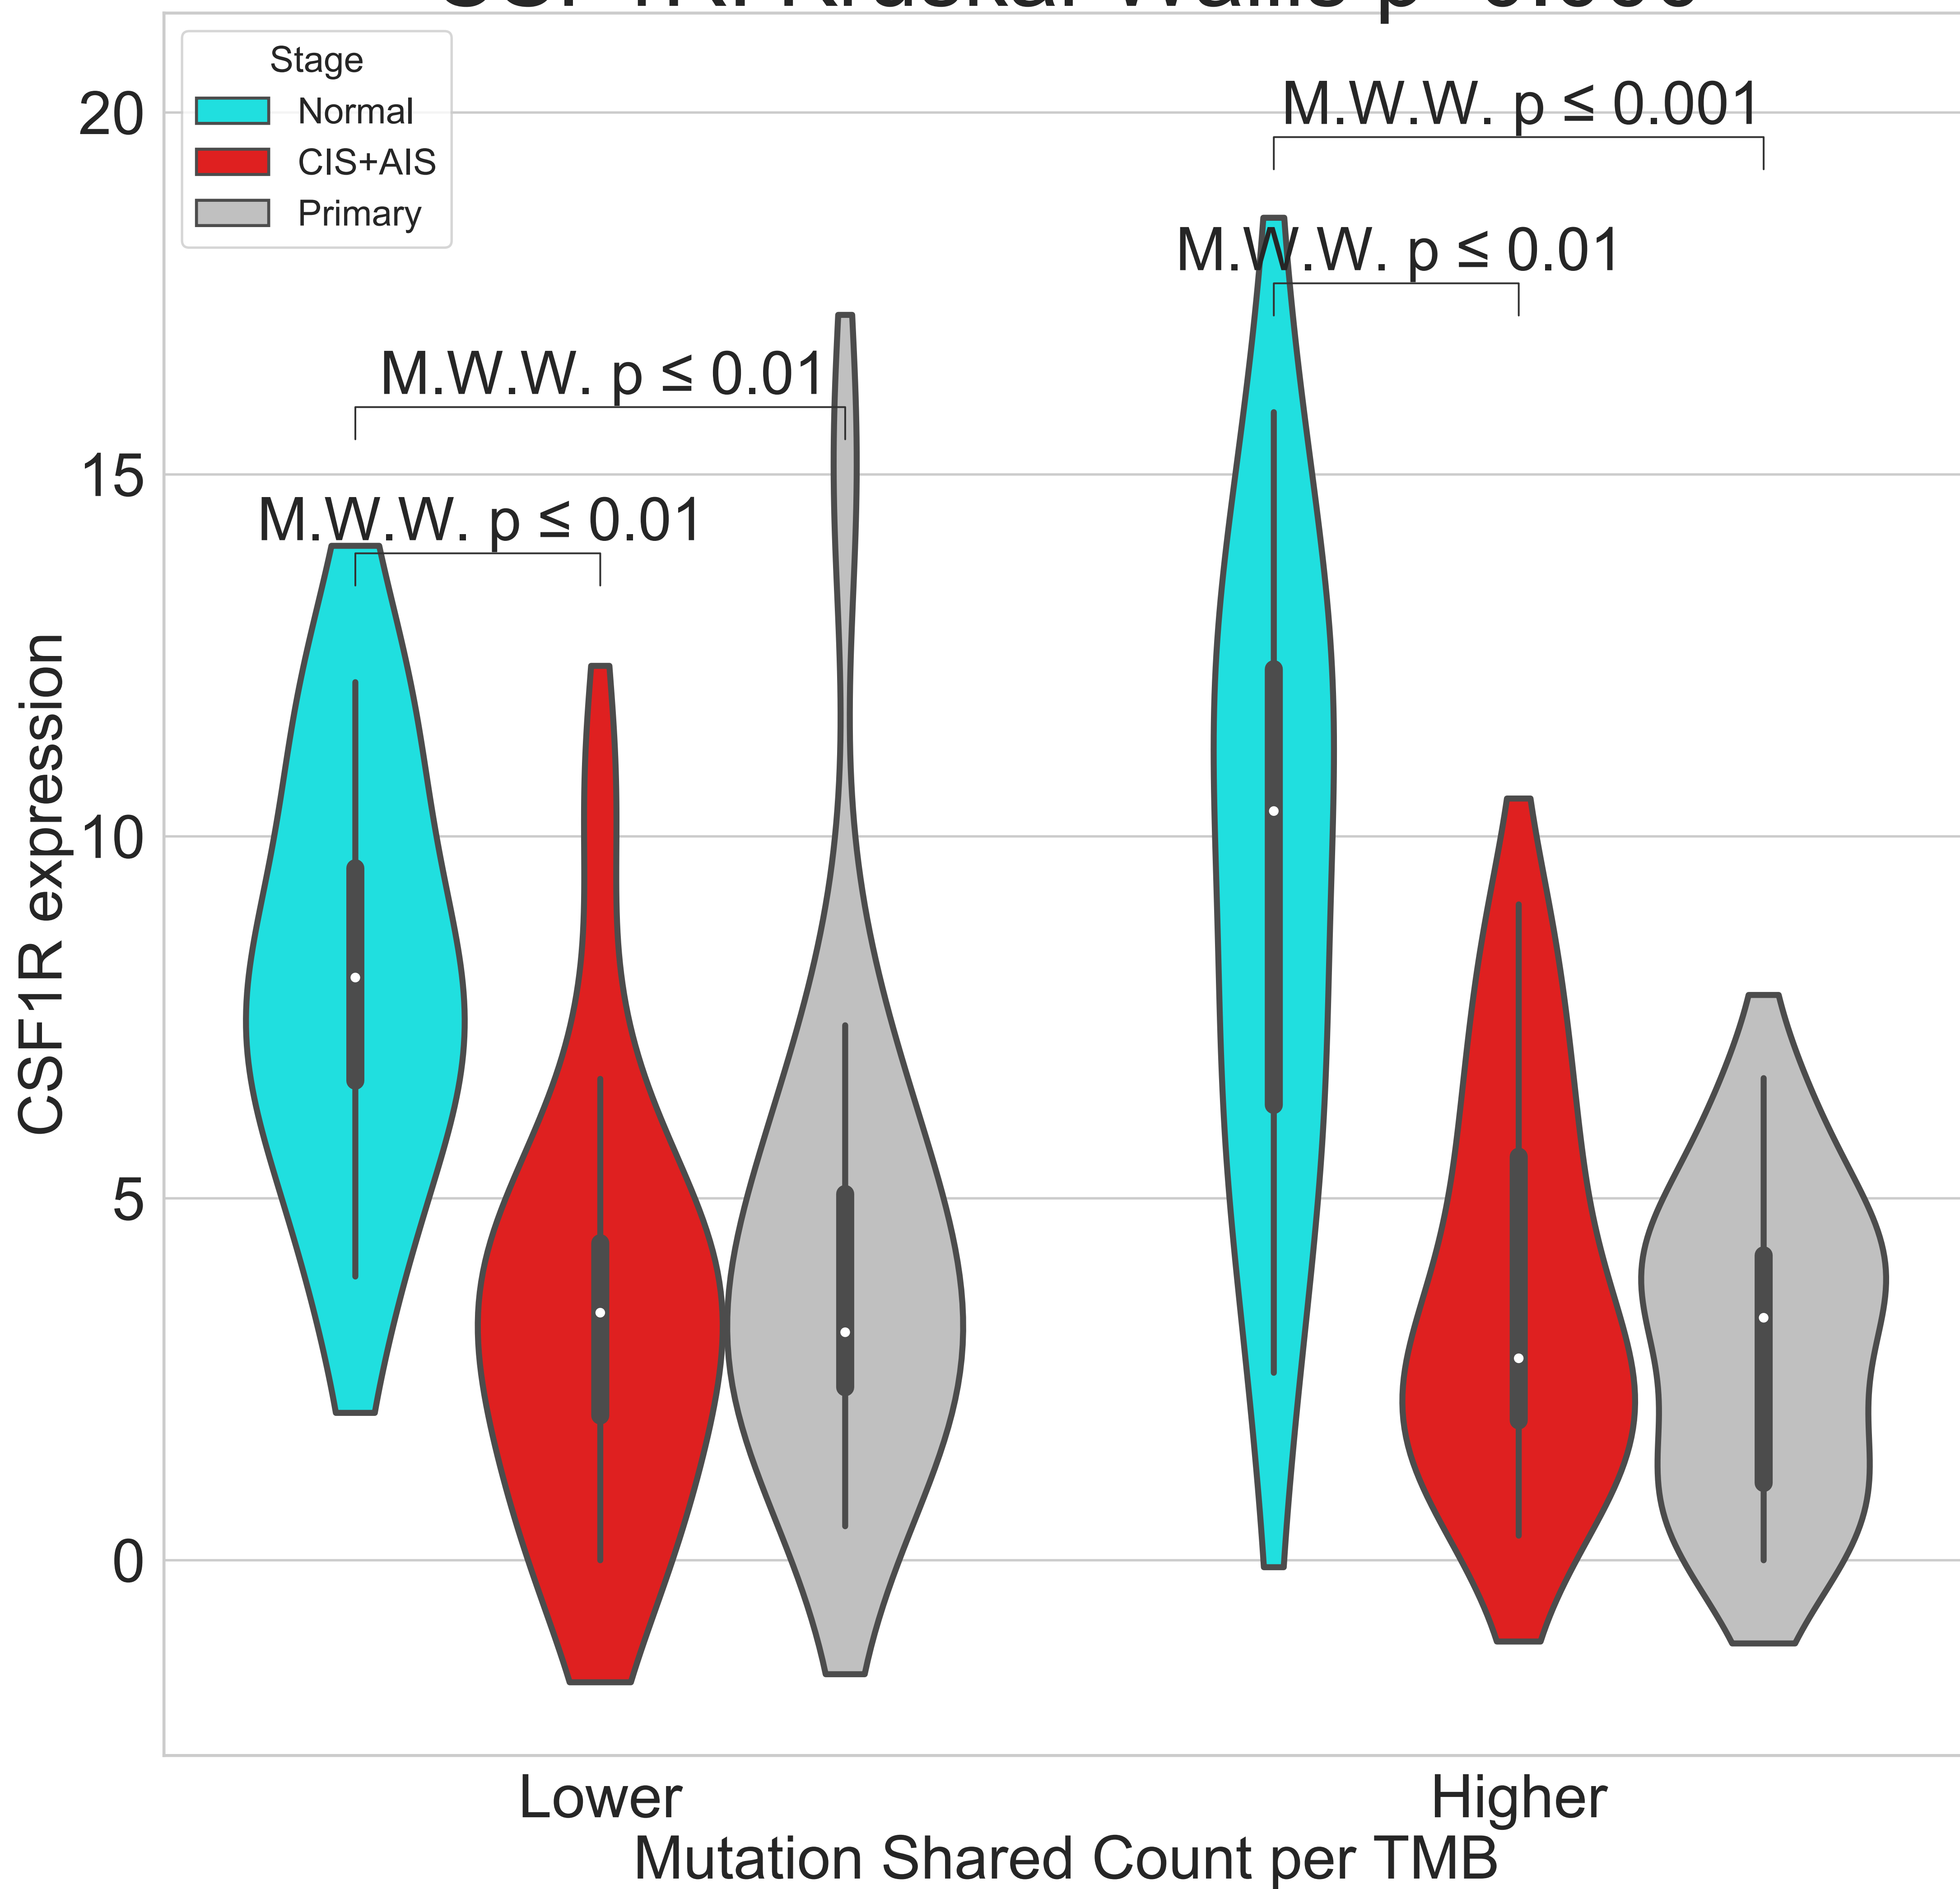 Stage
Normal
CIS+AIS
Primary
M.W.W. p ≤ 0.001
M.W.W. p ≤ 0.01
M.W.W. p ≤ 0.01
M.W.W. p ≤ 0.01
20
15
10
5
0
CSF1R expression
Lower
Higher
Mutation Shared Count per TMB